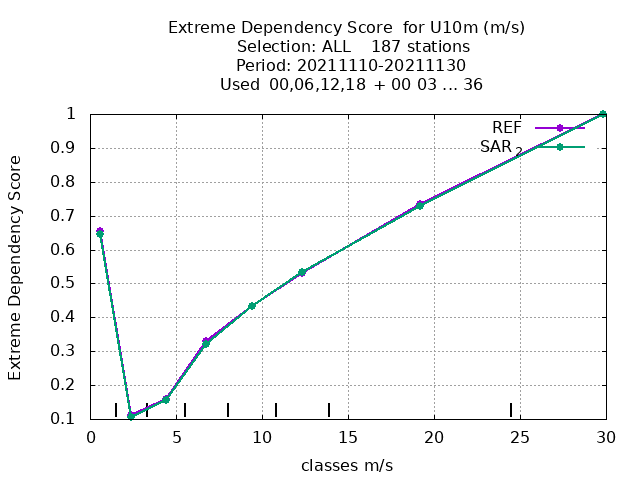 Extreme Dependency Score  for U10m (m/s)
Selection: ALL    187 stations
Period: 20211110-20211130
Used  00,06,12,18  + 00 03 ... 36
Extreme Dependency Score
1
0.9
0.8
0.7
0.6
0.5
0.4
0.3
0.2
0.1
REF
SAR2
0 5 10 15 20 25 30
classes m/s